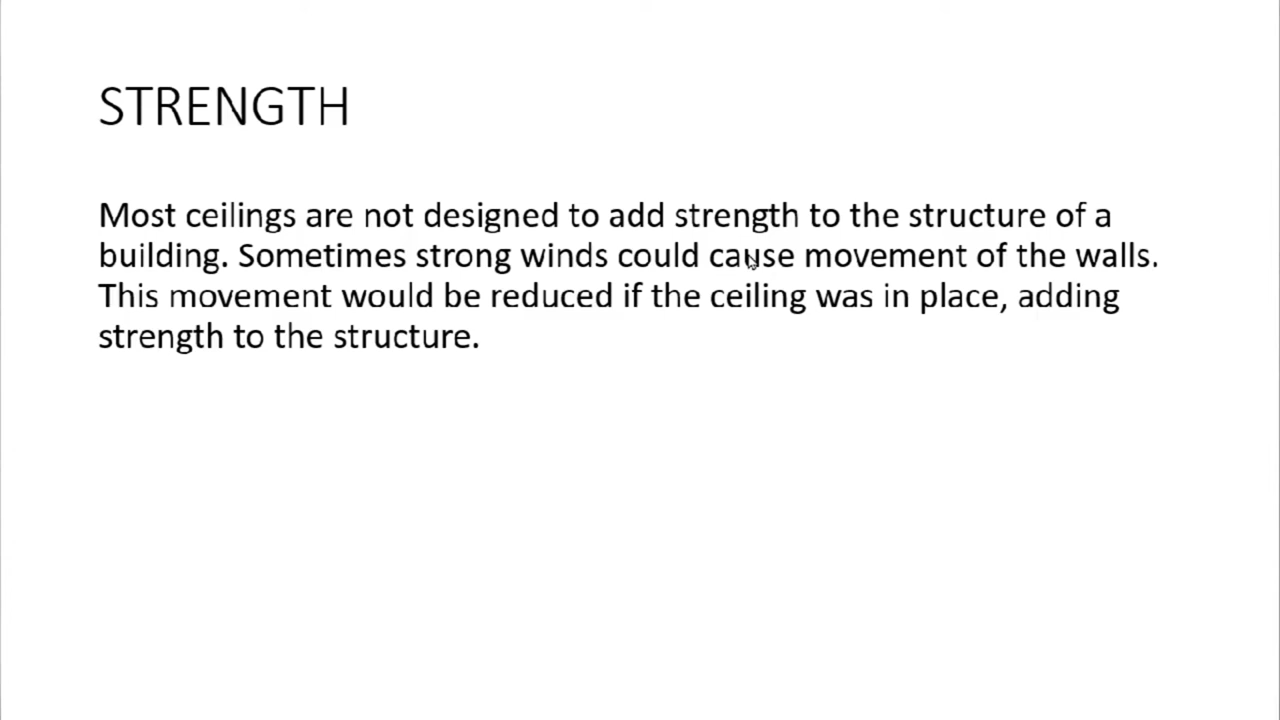 STRENGTH
Most ceilings are not designed to add strength to the structure of a
building. Sometimes strong winds could cause movement of the walls.
This movement would be reduced if the ceiling was in place, adding
strength to the structure.